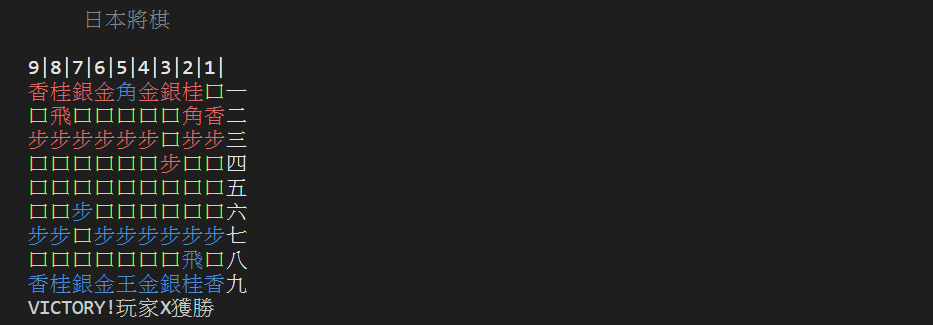 日本將棋
9|8|7|6|5|4|3|2|1|
香桂銀金角金銀桂口一
口飛口口口口口角香二
步步步步步步口步步三
口口口口口口步口口四
口口口口口口口口口五
口口步口口口口口口六
步步口步步步步步步七
口口口口口口口飛口八
香桂銀金王金銀桂香九
VICTORY!玩家X獲勝